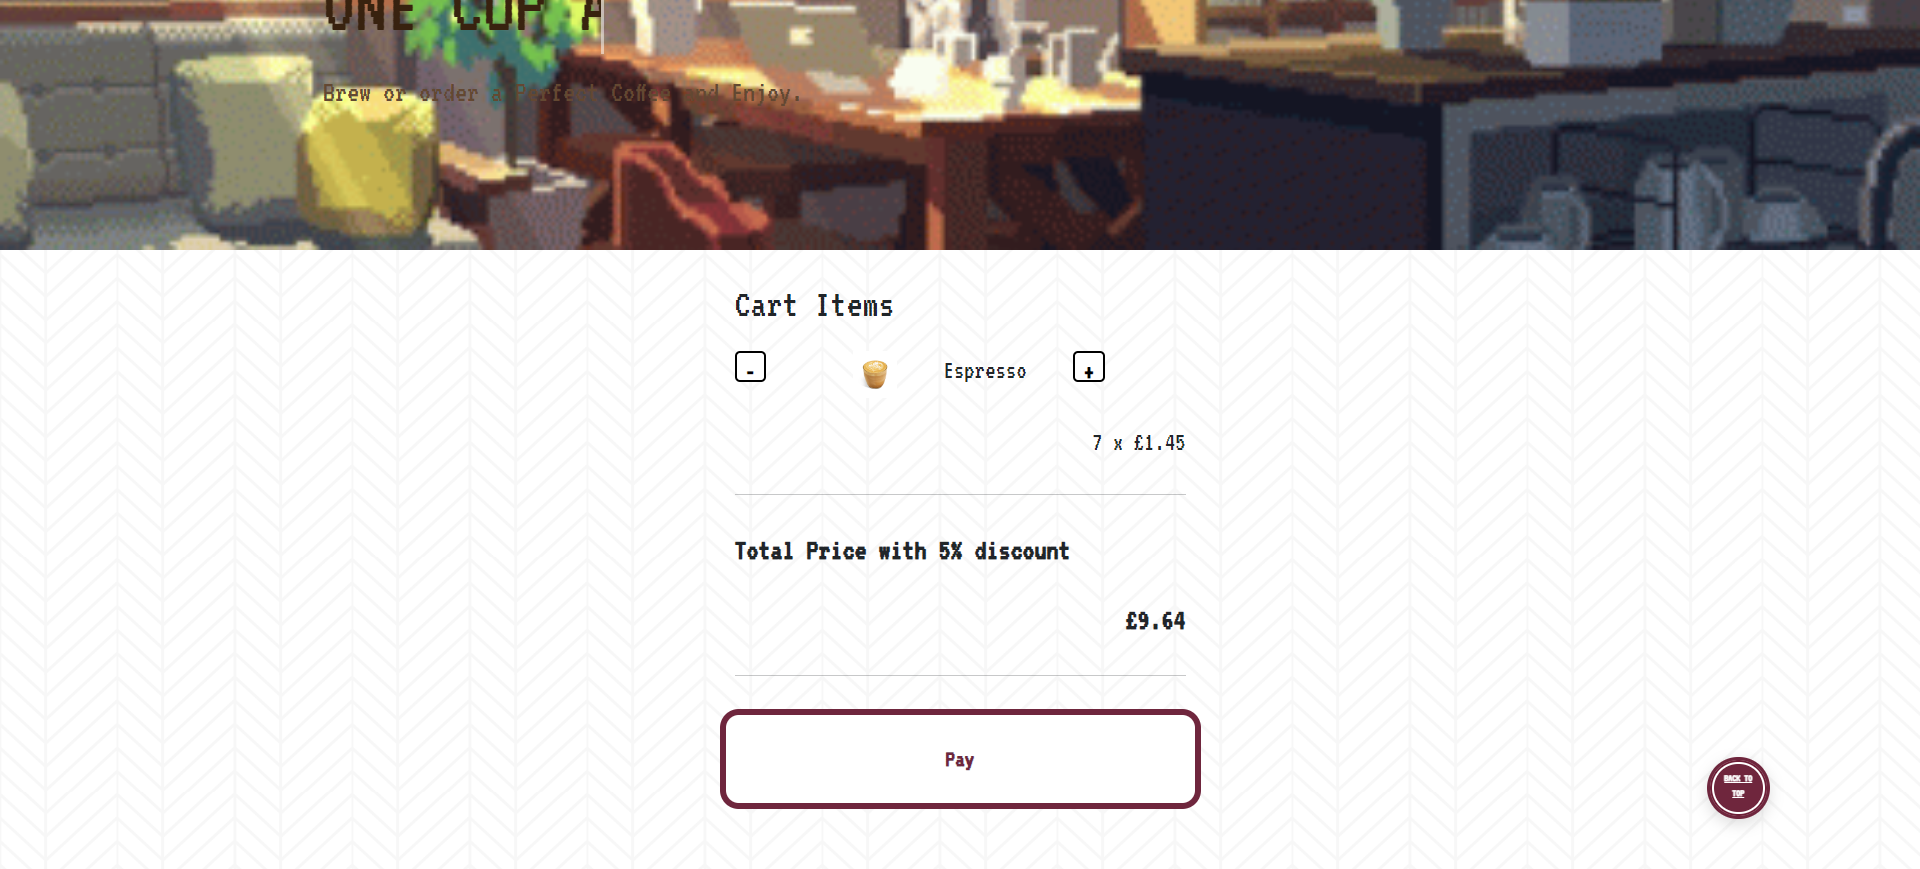 ONE CUP A
Brew or order a Perfect Coffee and Enjoy.
Cart Items
- Espresso +
7 x £1.45
Total Price with 5% discount
£9.64
Pay
BACK TO
TOP